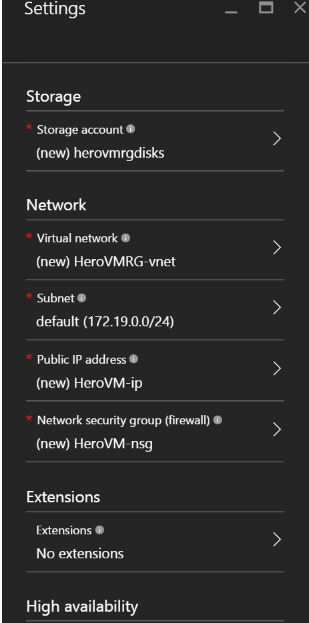 Settings
Storage
* Storage account
(new) herovmrgdisks
Network
* Virtual network
(new) HeroVMRG-vnet
* Subnet
default (172.19.0.0/24)
* Public IP address
(new) HeroVM-ip
* Network security group (firewall)
(new) HeroVM-nsg
Extensions
Extensions
No extensions
High availability